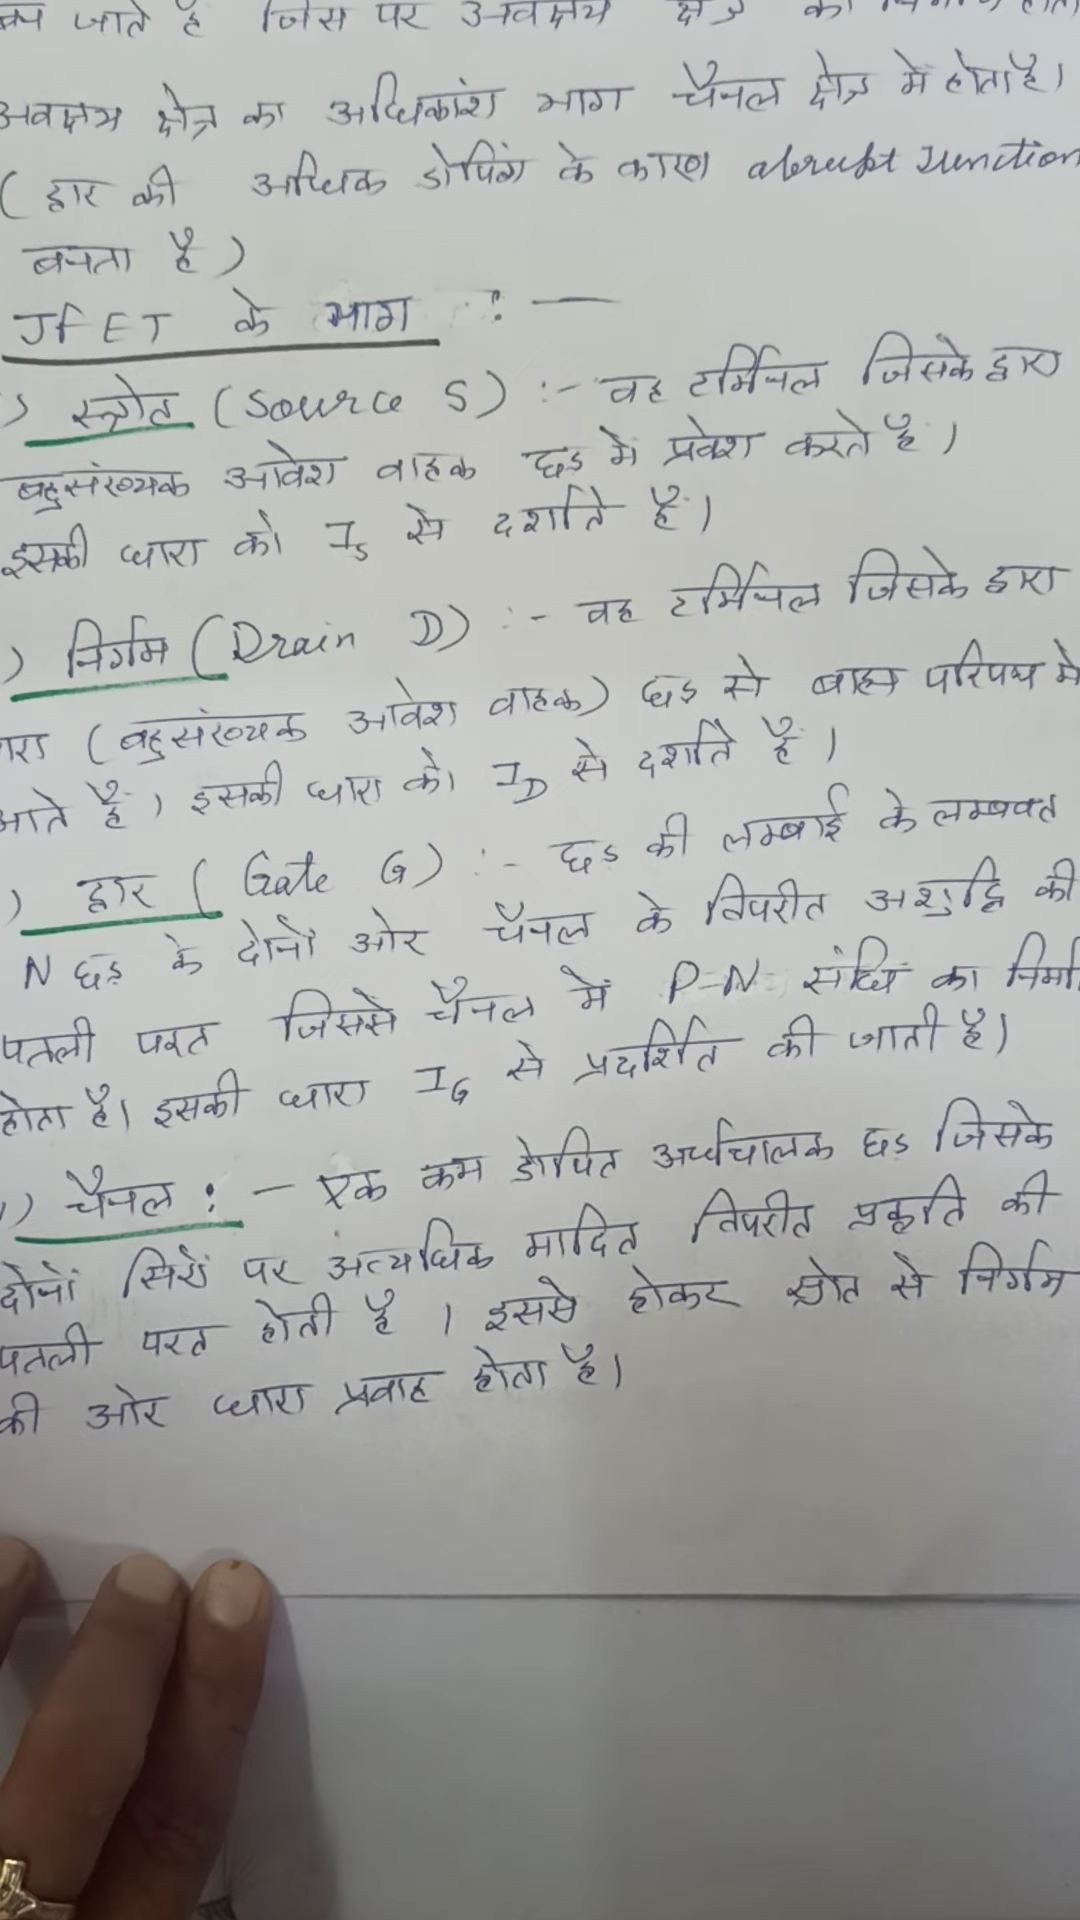 जाते है जिस पर अवक्षय क्षेत्र का
अवक्षय क्षेत्र का अधिकांश भाग चैनल क्षेत्र में होता है।
( द्वार की अधिक डोपिंग के कारण abrupt Junction
बनता है )
JFET के भाग :—
) स्त्रोत (Source S) :- वह टर्मिनल जिसके द्वारा
बहुसंख्यक आवेश वाहक छड़ में प्रवेश करते है।
इसकी धारा को IS से दर्शाते है।
) निर्गम (Drain D) :- वह टर्मिनल जिसके द्वारा
(बहुसंख्यक आवेश वाहक) छड़ से बाह्य परिपथ मे
आते है। इसकी धारा को ID से दर्शाते है।
) द्वार ( Gate G) :- छड़ की लम्बाई के लम्बवत
N छड़ के दोनों ओर चैनल के विपरीत अशुद्धि की
पतली परत जिससे चैनल में P-N संधि का
होता है। इसकी धारा IG से प्रदर्शित की जाती है।
) चैनल : - एक कम डोपित अर्धचालक छड़ जिसके
दोनों सिरों पर अत्यधिक मादित विपरीत प्रकृति की
पतली परत होती है । इससे होकर स्रोत से निर्गम
की ओर धारा प्रवाह होता है।